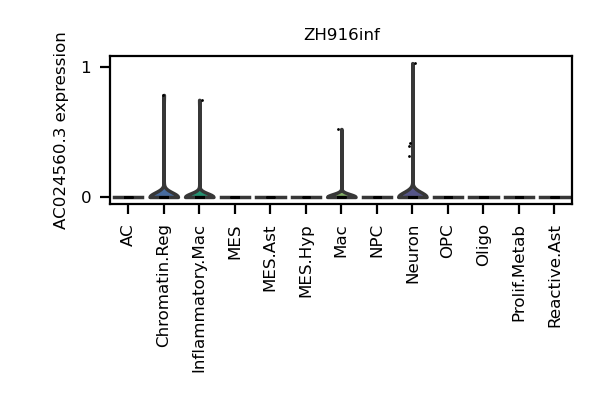 ZH916inf
AC024560.3 expression
1
0
AC
Chromatin.Reg
Inflammatory.Mac
MES
MES.Ast
MES.Hyp
Mac
NPC
Neuron
OPC
Oligo
Prolif.Metab
Reactive.Ast